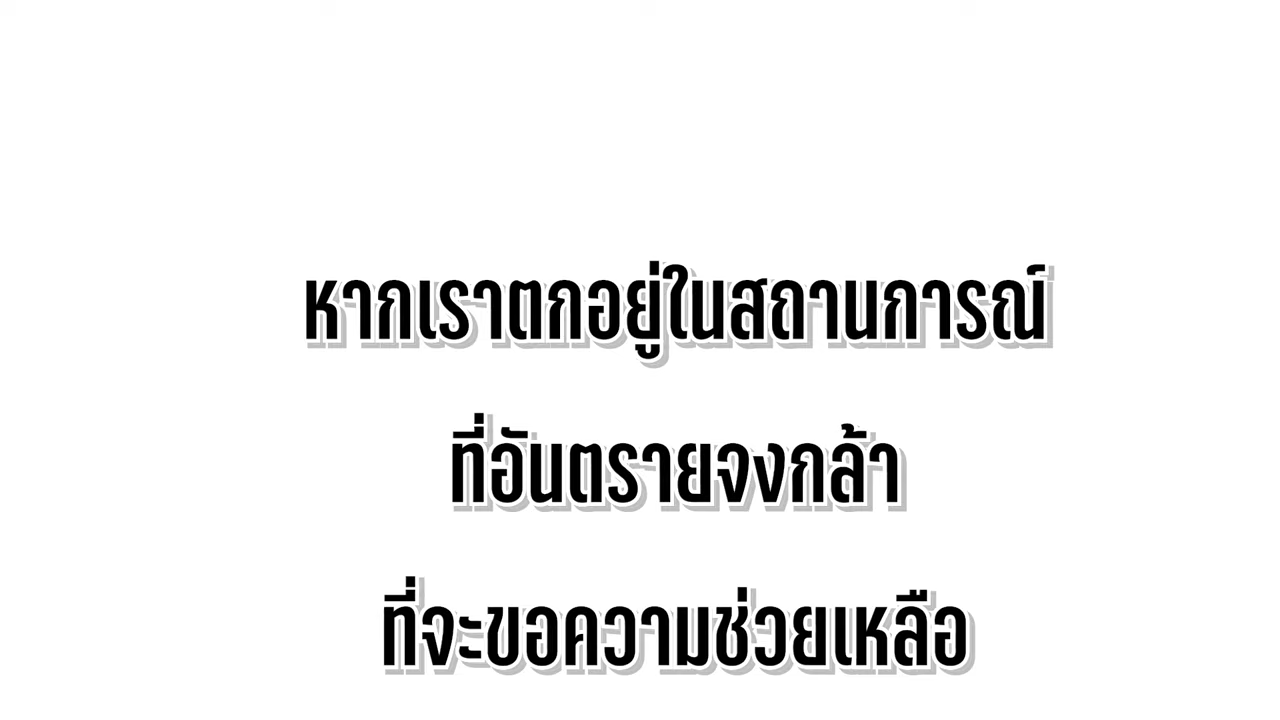 หากเราตกอยู่ในสถานการณ์
ที่อันตรายจงกล้า
ที่จะขอความช่วยเหลือ